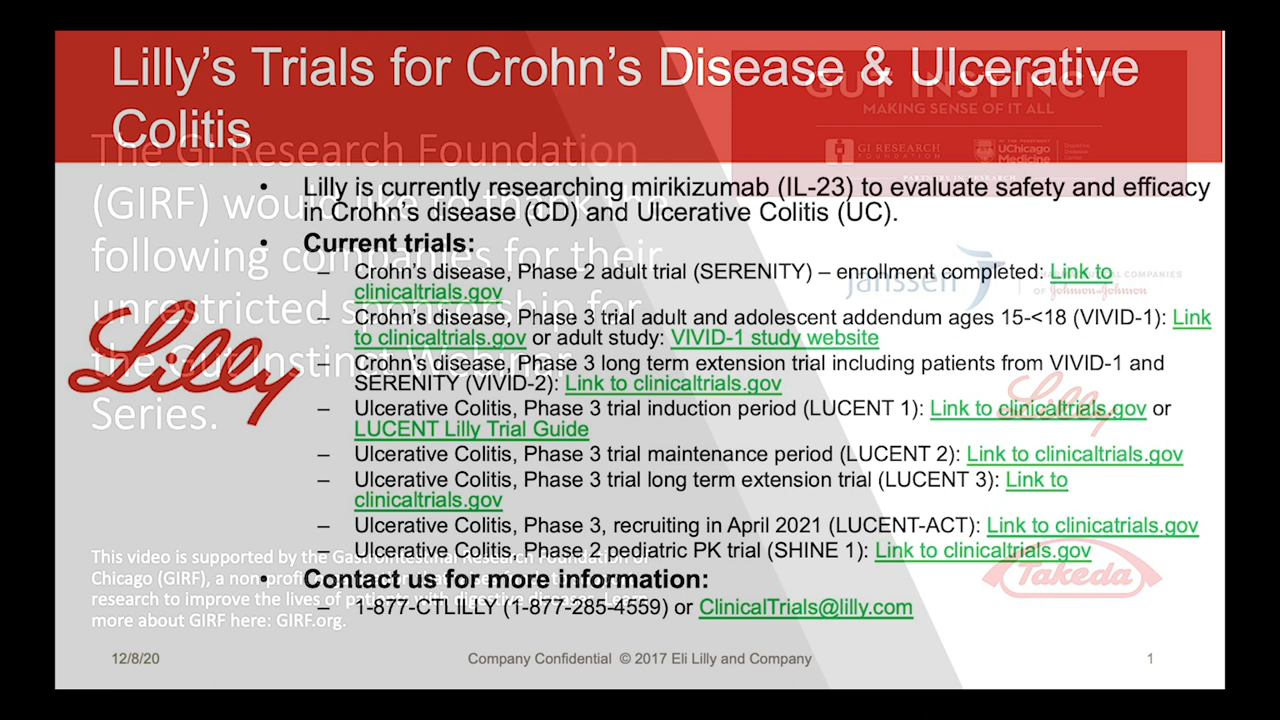 Lilly's Trials for Crohn's Disease & Ulcerative
Colitis
GUT INSTINCT
MAKING SENSE OF IT ALL
GI RESEARCH
FOUNDATION
AT THE FOREFRONT
UChicago
Medicine
Digestive
Diseases
Center
PARTNERS IN RESEARCH
The GI Research Foundation
(GIRF) would like to thank the
following companies for their
unrestricted sponsorship for
the Gut Instinct Webinar
Series.
• Lilly is currently researching mirikizumab (IL-23) to evaluate safety and efficacy
in Crohn's disease (CD) and Ulcerative Colitis (UC).
• Current trials:
– Crohn's disease, Phase 2 adult trial (SERENITY) – enrollment completed: Link to
clinicaltrials.gov
– Crohn's disease, Phase 3 trial adult and adolescent addendum ages 15-<18 (VIVID-1): Link
to clinicaltrials.gov or adult study: VIVID-1 study website
– Crohn's disease, Phase 3 long term extension trial including patients from VIVID-1 and
SERENITY (VIVID-2): Link to clinicaltrials.gov
– Ulcerative Colitis, Phase 3 trial induction period (LUCENT 1): Link to clinicaltrials.gov or
LUCENT Lilly Trial Guide
– Ulcerative Colitis, Phase 3 trial maintenance period (LUCENT 2): Link to clinicaltrials.gov
– Ulcerative Colitis, Phase 3 trial long term extension trial (LUCENT 3): Link to
clinicaltrials.gov
– Ulcerative Colitis, Phase 3, recruiting in April 2021 (LUCENT-ACT): Link to clinicatrials.gov
– Ulcerative Colitis, Phase 2 pediatric PK trial (SHINE 1): Link to clinicaltrials.gov
• Contact us for more information:
– 1-877-CTLILLY (1-877-285-4559) or ClinicalTrials@lilly.com
Lilly
janssen
COMPANIES
OF Johnson-Johnson
Lilly
Takeda
This video is supported by the Gastrointestinal Research Foundation of
Chicago (GIRF), a non-profit
research to improve the lives of patients with digestive diseases. Learn
more about GIRF here: GIRF.org.
12/8/20
Company Confidential © 2017 Eli Lilly and Company
1